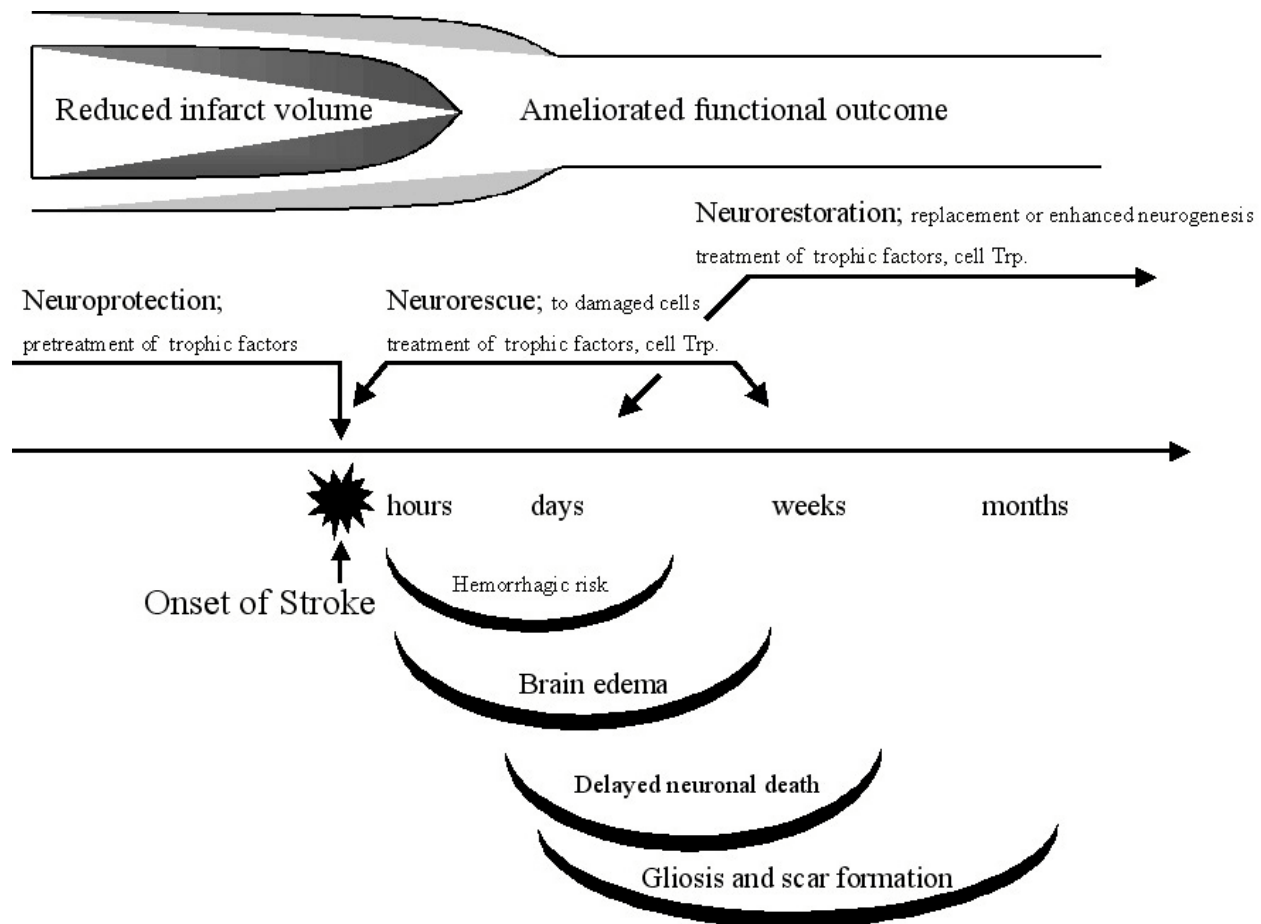 Reduced infarct volume
Ameliorated functional outcome
Neurorestoration; replacement or enhanced neurogenesis
treatment of trophic factors, cell Trp.
Neuroprotection;
pretreatment of trophic factors
Neurorescue; to damaged cells
treatment of trophic factors, cell Trp.
hours
days
weeks
months
Onset of Stroke
Hemorrhagic risk
Brain edema
Delayed neuronal death
Gliosis and scar formation